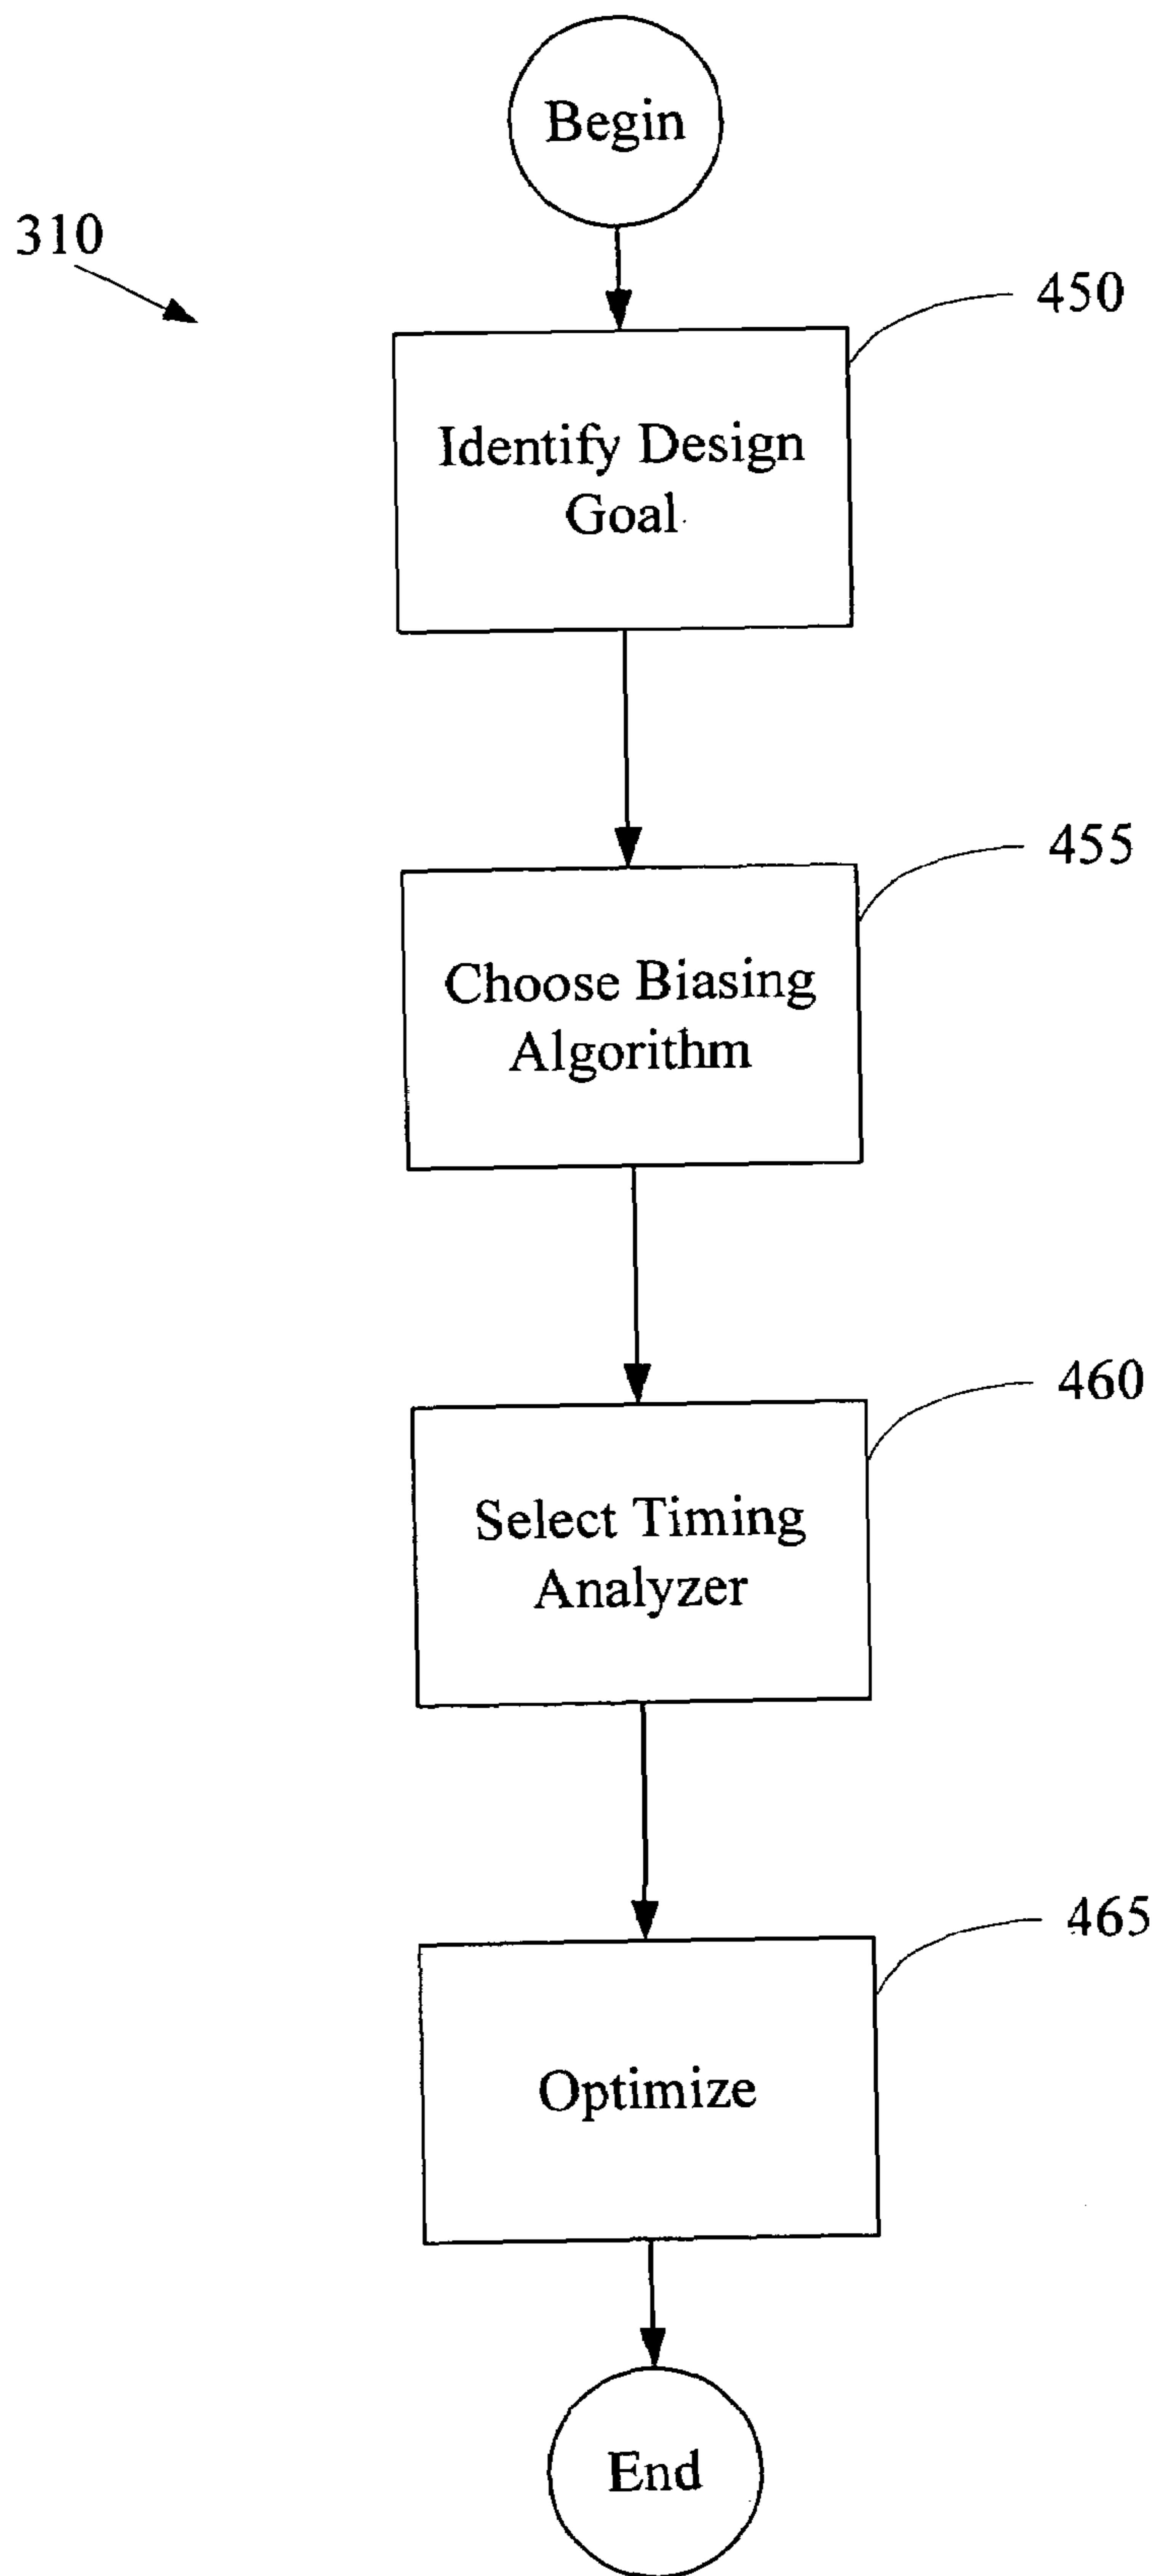 Begin
310
450
Identify Design
Goal
455
Choose Biasing
Algorithm
460
Select Timing
Analyzer
465
Optimize
End